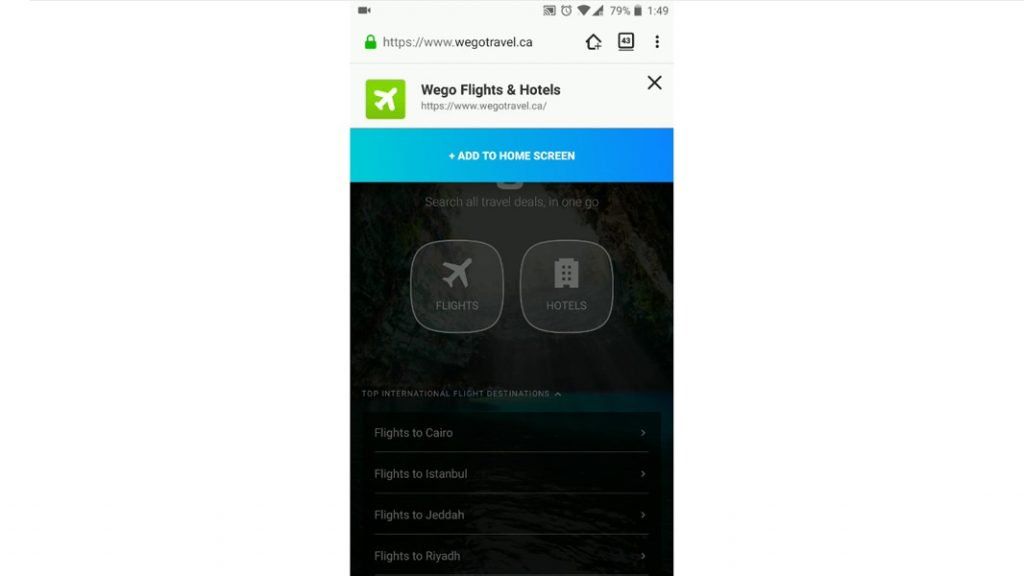 79% 1:49
https://www.wegotravel.ca
43
Wego Flights & Hotels
https://www.wegotravel.ca/
+ ADD TO HOME SCREEN
Search all travel deals, in one go
FLIGHTS HOTELS
TOP INTERNATIONAL FLIGHT DESTINATIONS
Flights to Cairo
Flights to Istanbul
Flights to Jeddah
Flights to Riyadh